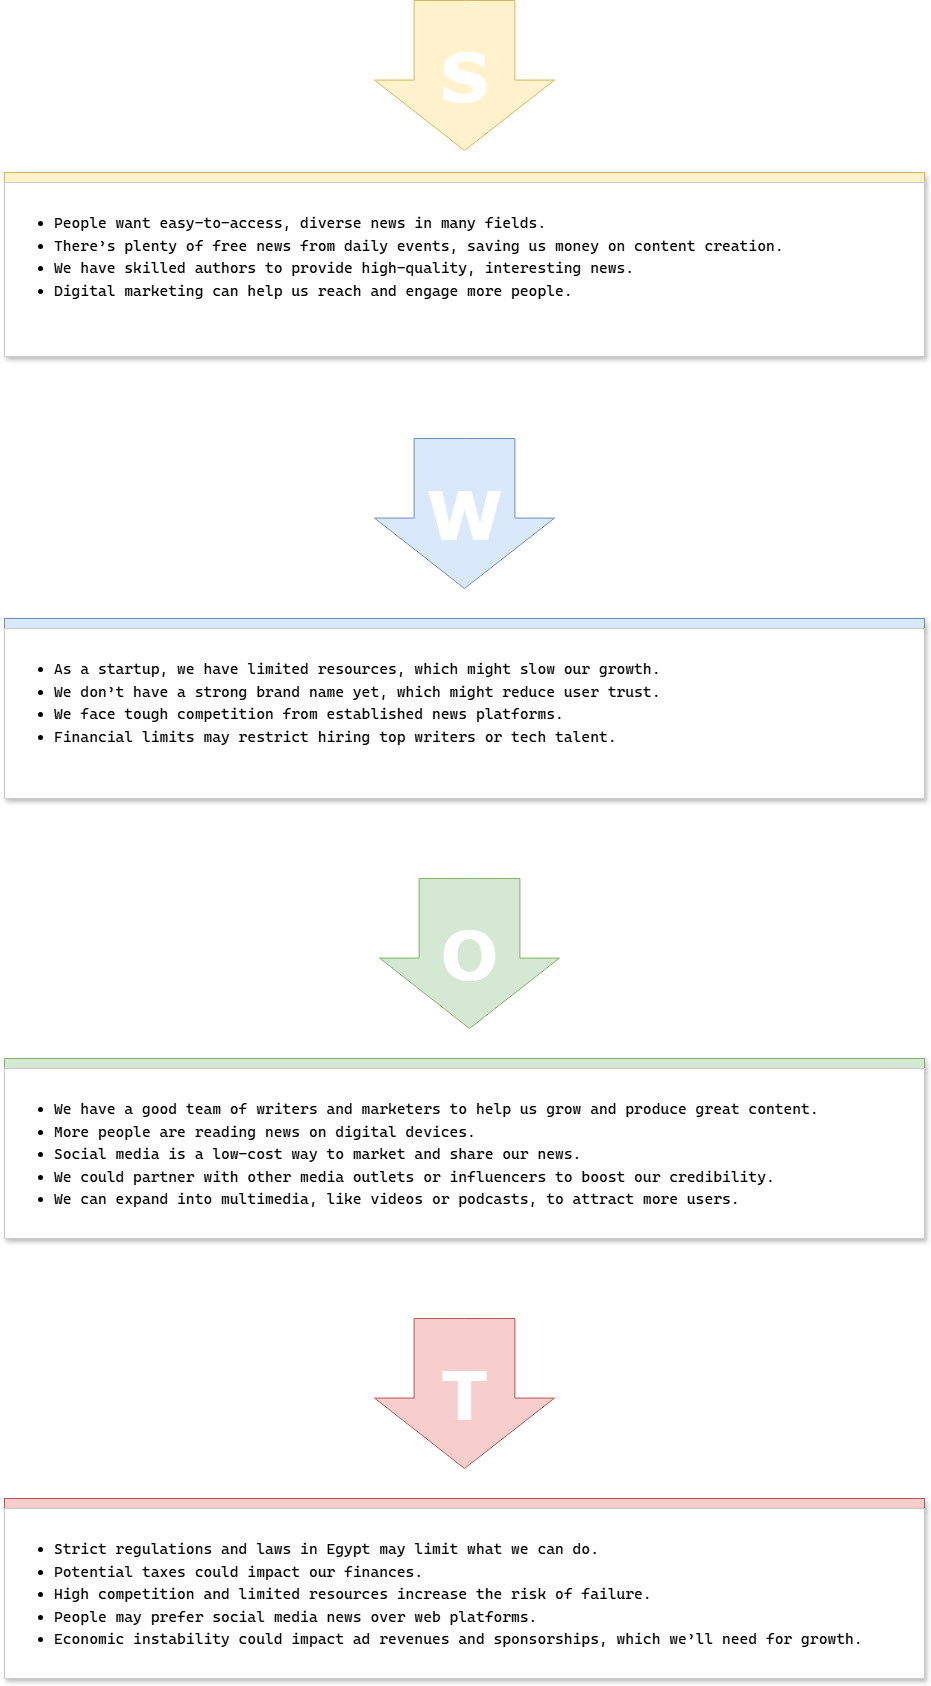 S
• People want easy-to-access, diverse news in many fields.
• There's plenty of free news from daily events, saving us money on content creation.
• We have skilled authors to provide high-quality, interesting news.
• Digital marketing can help us reach and engage more people.
W
• As a startup, we have limited resources, which might slow our growth.
• We don't have a strong brand name yet, which might reduce user trust.
• We face tough competition from established news platforms.
• Financial limits may restrict hiring top writers or tech talent.
O
• We have a good team of writers and marketers to help us grow and produce great content.
• More people are reading news on digital devices.
• Social media is a low-cost way to market and share our news.
• We could partner with other media outlets or influencers to boost our credibility.
• We can expand into multimedia, like videos or podcasts, to attract more users.
T
• Strict regulations and laws in Egypt may limit what we can do.
• Potential taxes could impact our finances.
• High competition and limited resources increase the risk of failure.
• People may prefer social media news over web platforms.
• Economic instability could impact ad revenues and sponsorships, which we'll need for growth.